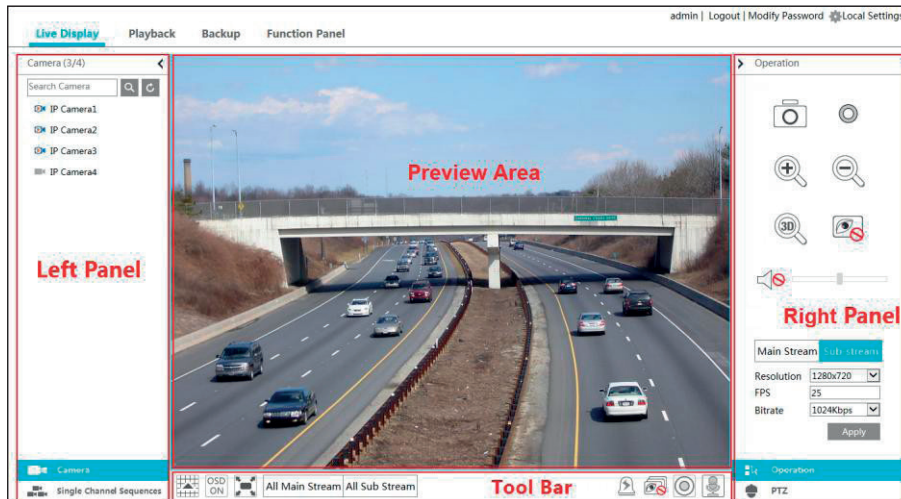 admin | Logout | Modify Password Local Settings
Live Display Playback Backup Function Panel
Camera (3/4)
Search Camera
IP Camera1
IP Camera2
IP Camera3
IP Camera4
Left Panel
Camera
Single Channel Sequences
Preview Area
OSD
ON
All Main Stream All Sub Stream
Tool Bar
Operation
3D
Right Panel
Main Stream Sub stream
Resolution 1280x720
FPS 25
Bitrate 1024Kbps
Apply
Operation
PTZ